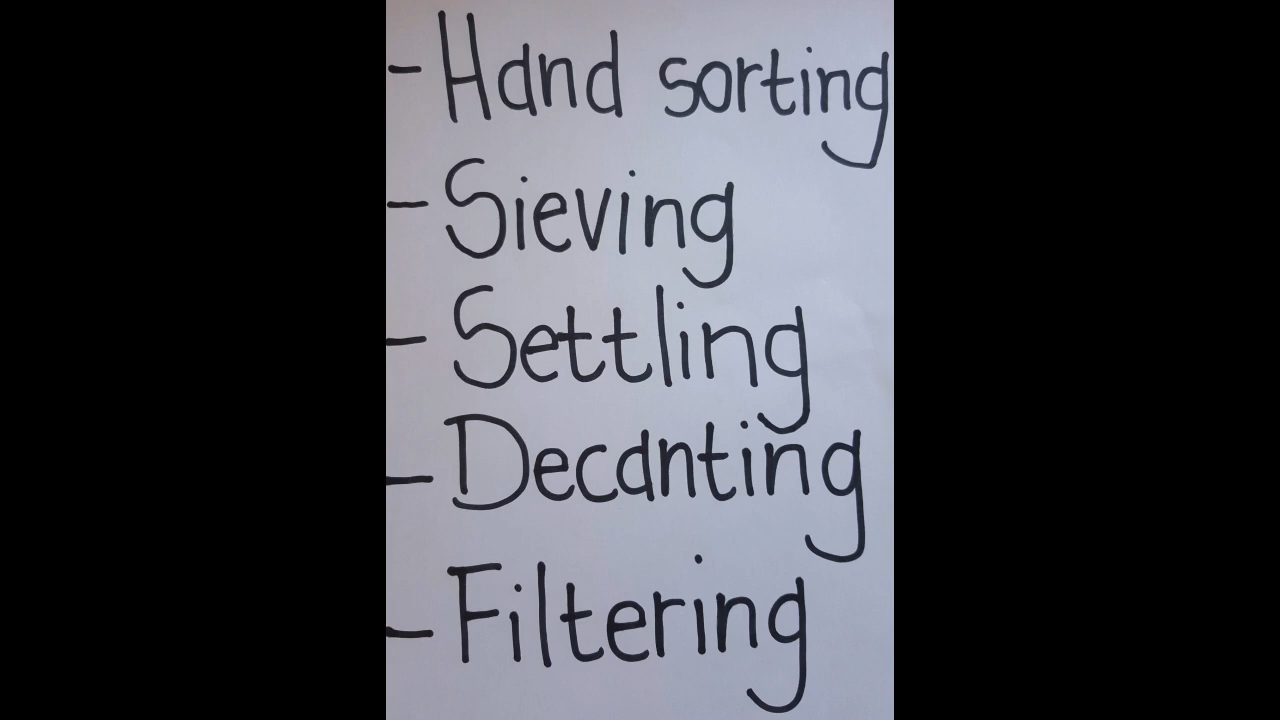 - Hand sorting
- Sieving
- Settling
- Decanting
- Filtering